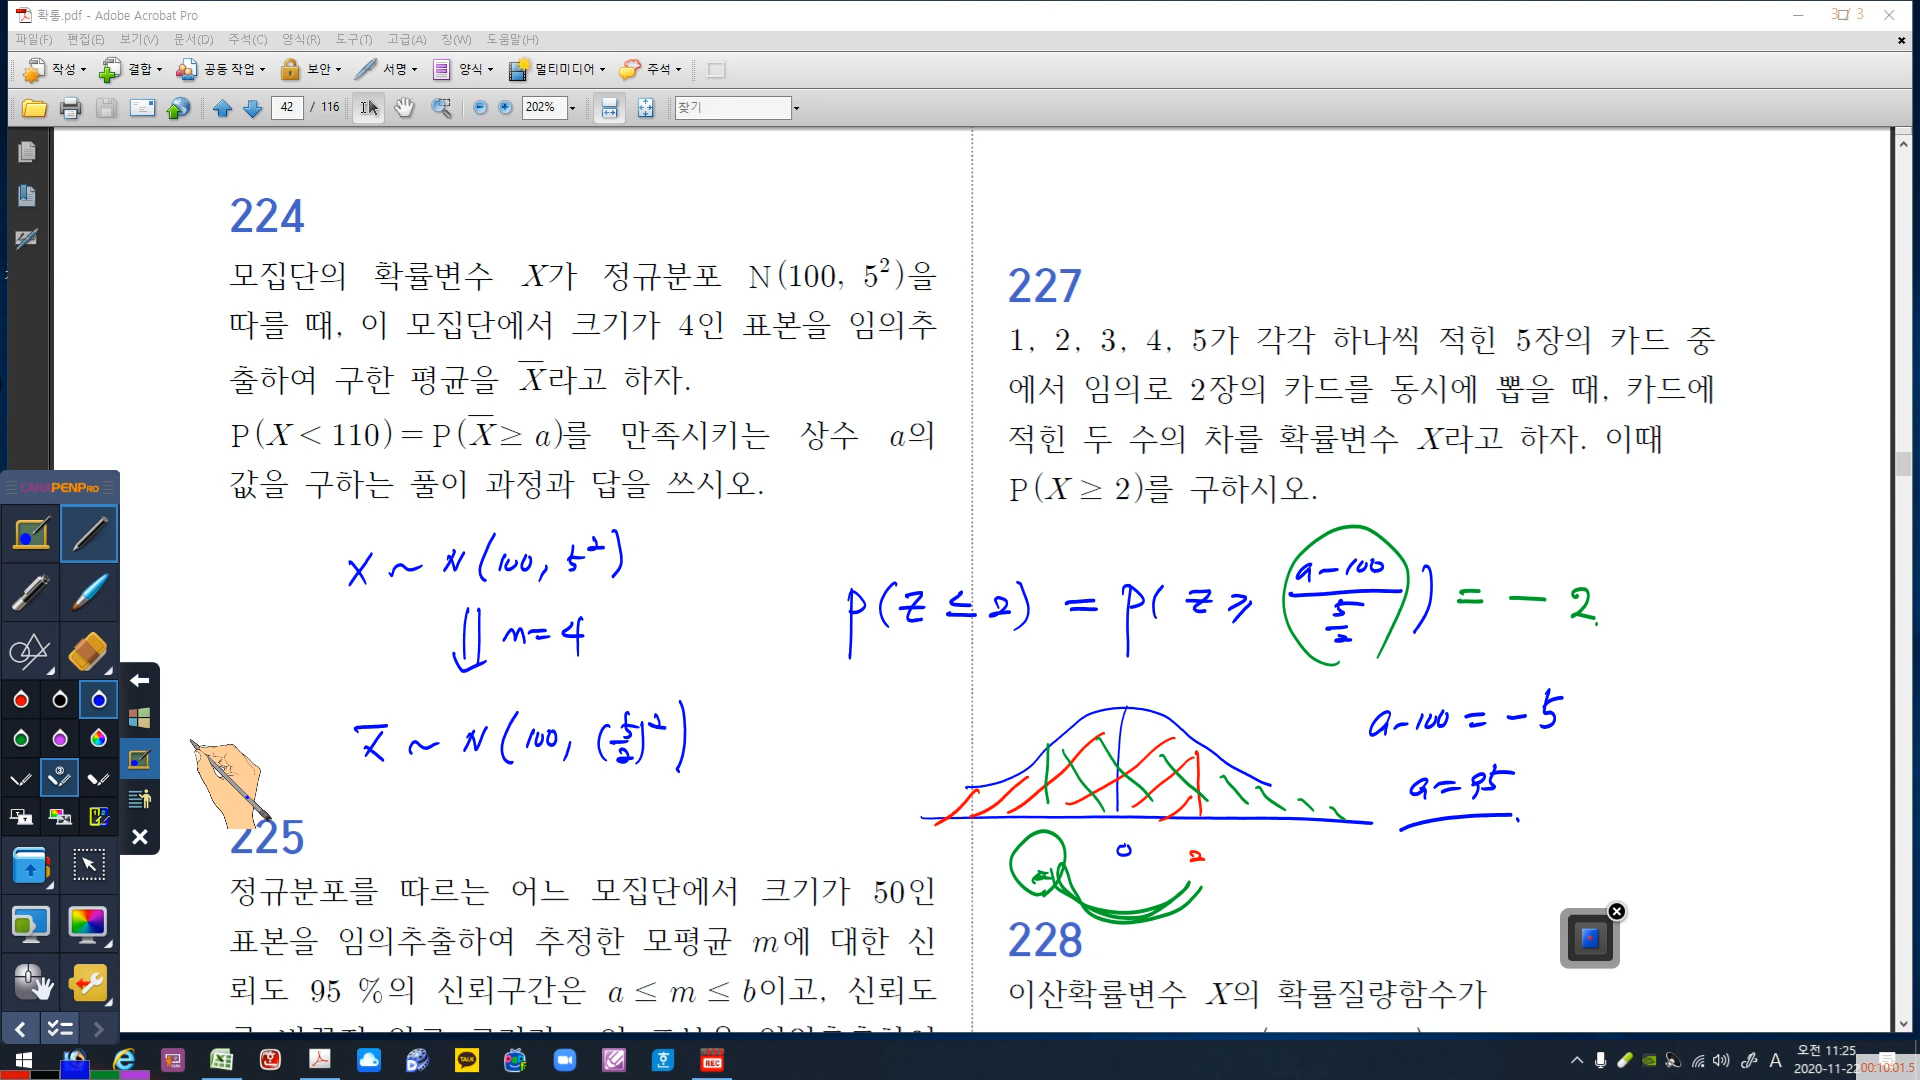 확통.pdf - Adobe Acrobat Pro
3 / 3
파일(F) 편집(E) 보기(V) 문서(D) 주석(C) 양식(R) 도구(T) 고급(A) 창(W) 도움말(H)
작성 결합 공동 작업 보안 서명 양식 멀티미디어 주석
42 / 116 202% 찾기
224
모집단의 확률변수 X가 정규분포 N(100, 5²)을
따를 때, 이 모집단에서 크기가 4인 표본을 임의추
출하여 구한 평균을 X̄라고 하자.
P(X < 110) = P(X̄ ≥ a)를 만족시키는 상수 a의
값을 구하는 풀이 과정과 답을 쓰시오.
X ~ N(100, 5²)
n=4
X̄ ~ N(100, (5/2)²)
225
정규분포를 따르는 어느 모집단에서 크기가 50인
표본을 임의추출하여 추정한 모평균 m에 대한 신
뢰도 95 %의 신뢰구간은 a ≤ m ≤ b이고, 신뢰도
227
1, 2, 3, 4, 5가 각각 하나씩 적힌 5장의 카드 중
에서 임의로 2장의 카드를 동시에 뽑을 때, 카드에
적힌 두 수의 차를 확률변수 X라고 하자. 이때
P(X ≥ 2)를 구하시오.
P(Z ≤ 2) = P(Z ≥ (a-100)/(5/2)) = -2
a-100 = -5
a = 95
0 2
228
이산확률변수 X의 확률질량함수가
CARAPENPRO
TALK
REC
A
오전 11:25
2020-11-22
00:10:01.5